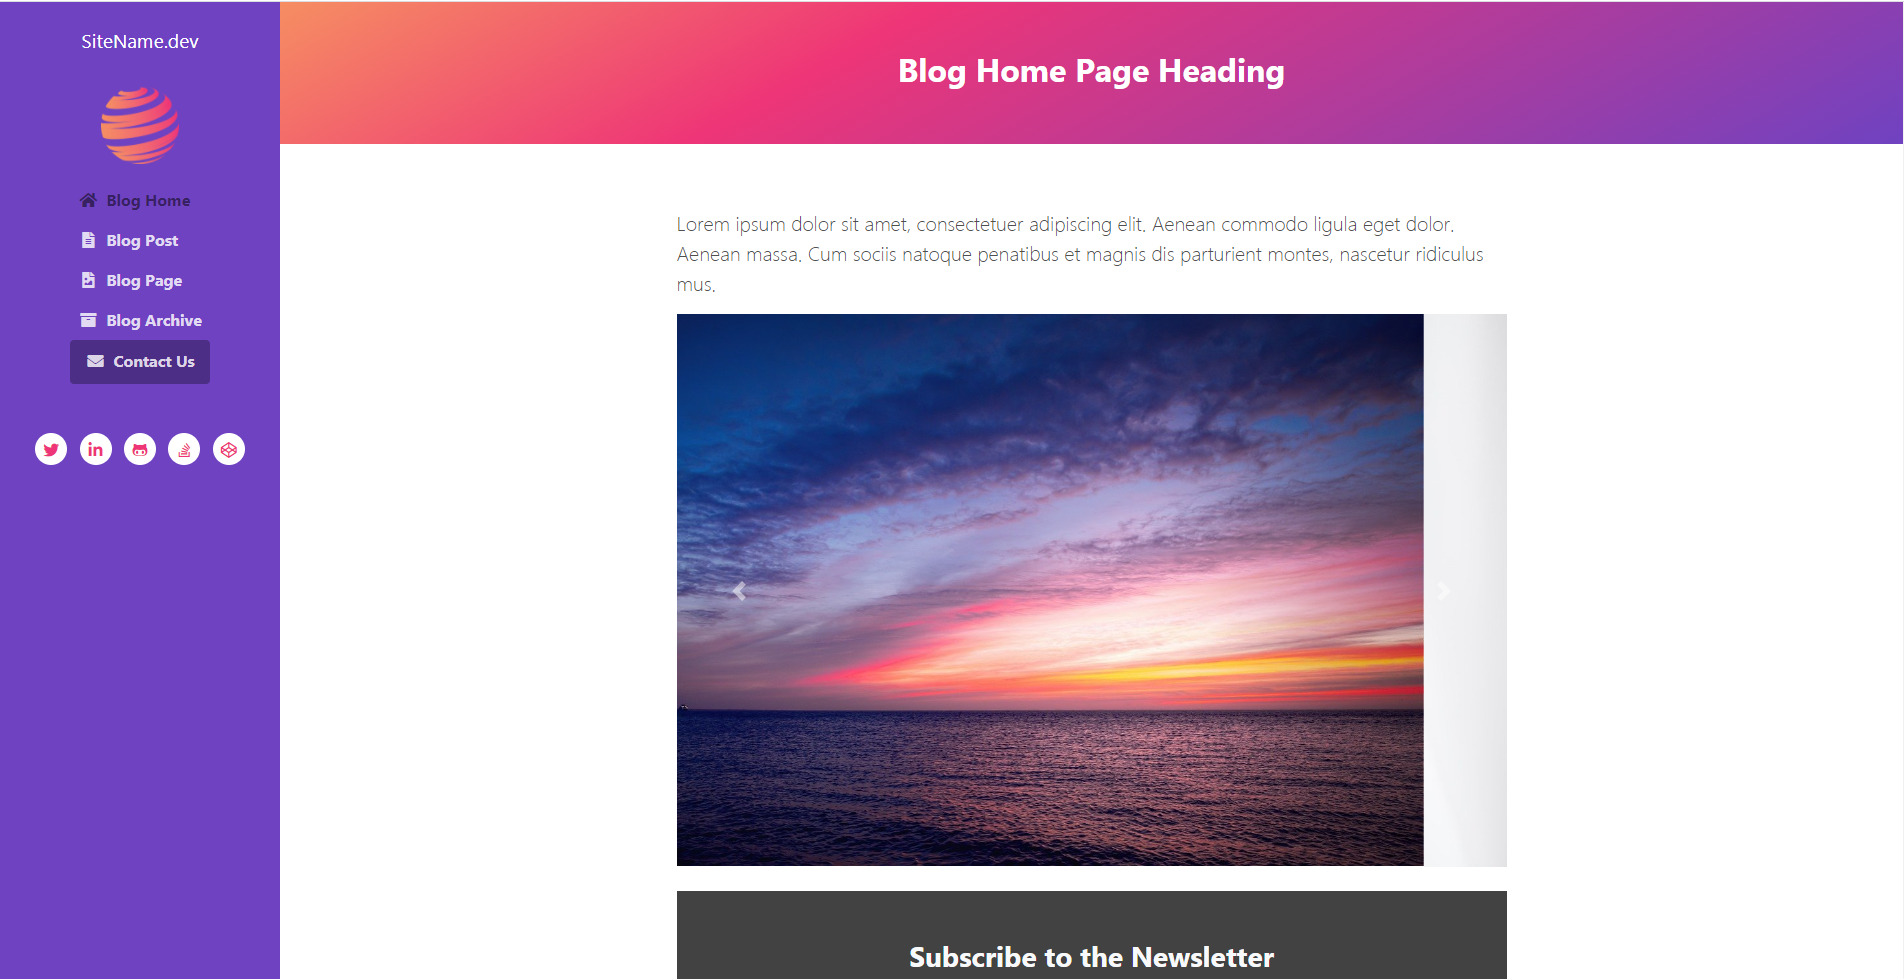 SiteName.dev
Blog Home
Blog Post
Blog Page
Blog Archive
Contact Us
in
Blog Home Page Heading
Lorem ipsum dolor sit amet, consectetuer adipiscing elit. Aenean commodo ligula eget dolor.
Aenean massa. Cum sociis natoque penatibus et magnis dis parturient montes, nascetur ridiculus
mus.
Subscribe to the Newsletter